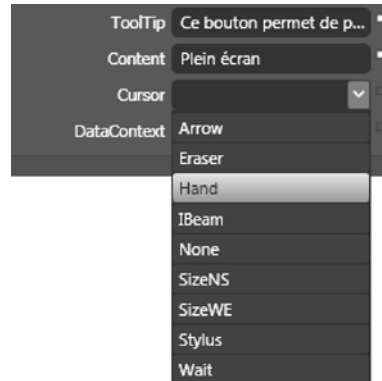 ToolTip Ce bouton permet de p...
Content Plein écran
Cursor
DataContext Arrow
Eraser
Hand
IBeam
None
SizeNS
SizeWE
Stylus
Wait